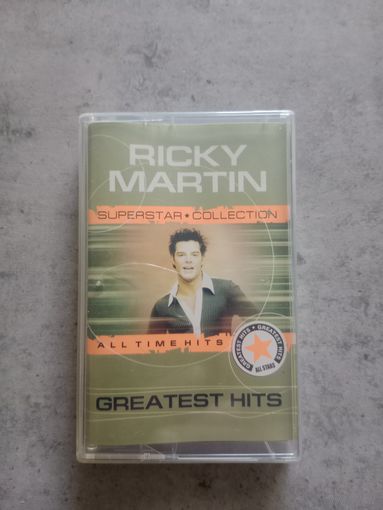 RICKY
MARTIN
SUPERSTAR ★ COLLECTION
ALL TIME HITS
GREATEST HITS • GREATEST HITS
ALL STARS
GREATEST HITS